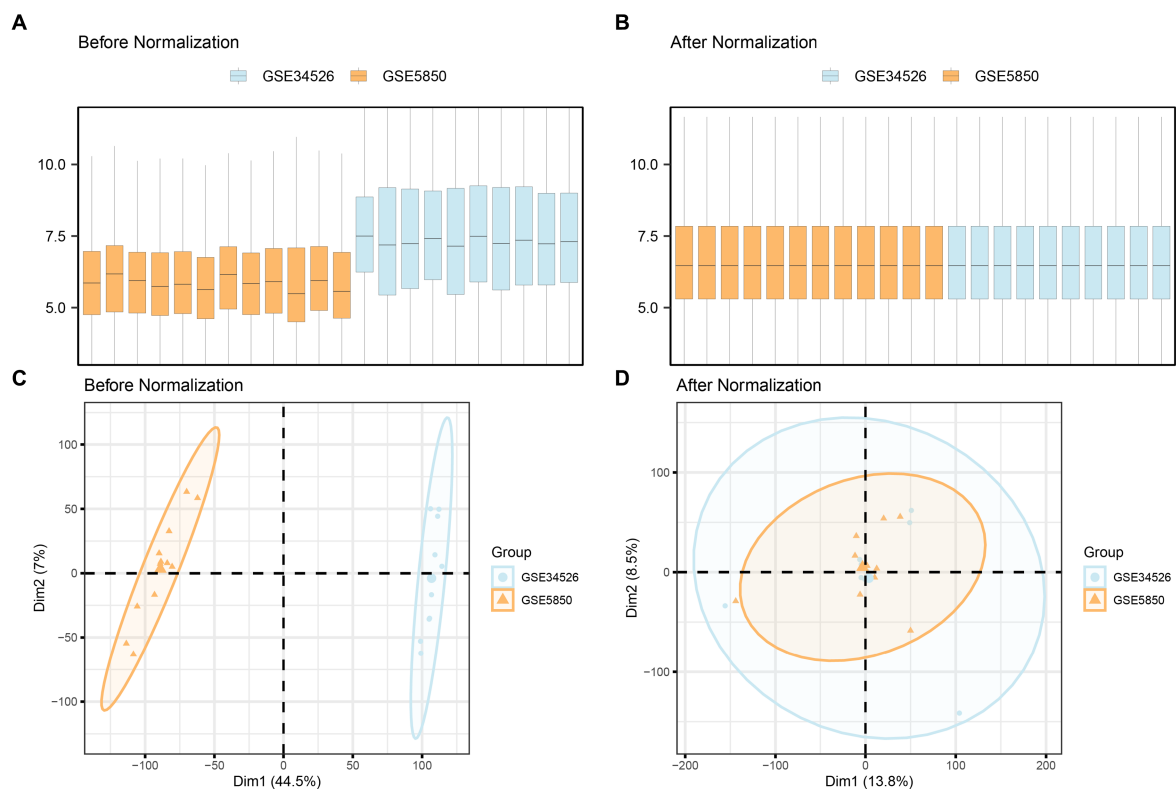 A
Before Normalization
GSE34526 GSE5850
10.0
7.5
5.0
B
After Normalization
GSE34526 GSE5850
10.0
7.5
5.0
C
Before Normalization
Dim2 (7%)
100
50
0
−50
−100
−100 −50 0 50 100
Dim1 (44.5%)
Group
GSE34526
GSE5850
D
After Normalization
Dim2 (8.5%)
100
0
−100
−200 −100 0 100 200
Dim1 (13.8%)
Group
GSE34526
GSE5850